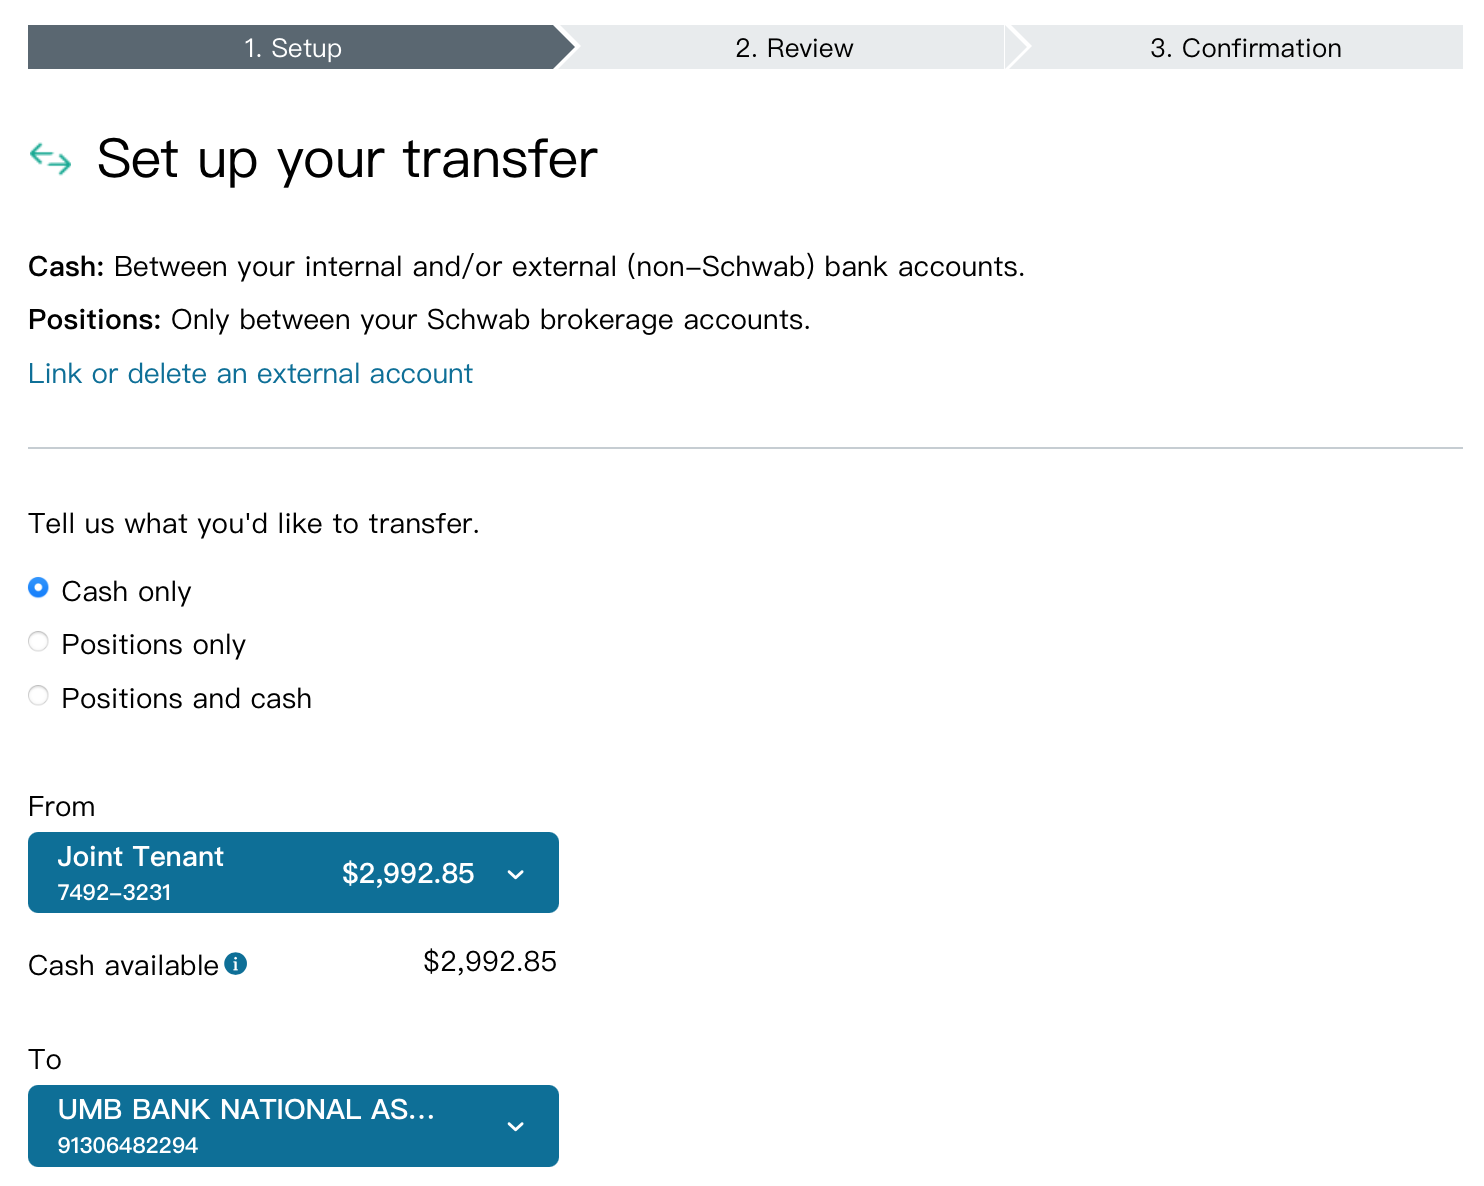 1. Setup
2. Review
3. Confirmation
Set up your transfer
Cash: Between your internal and/or external (non-Schwab) bank accounts.
Positions: Only between your Schwab brokerage accounts.
Link or delete an external account
Tell us what you'd like to transfer.
Cash only
Positions only
Positions and cash
From
Joint Tenant
7492-3231
$2,992.85
Cash available
$2,992.85
To
UMB BANK NATIONAL AS...
91306482294